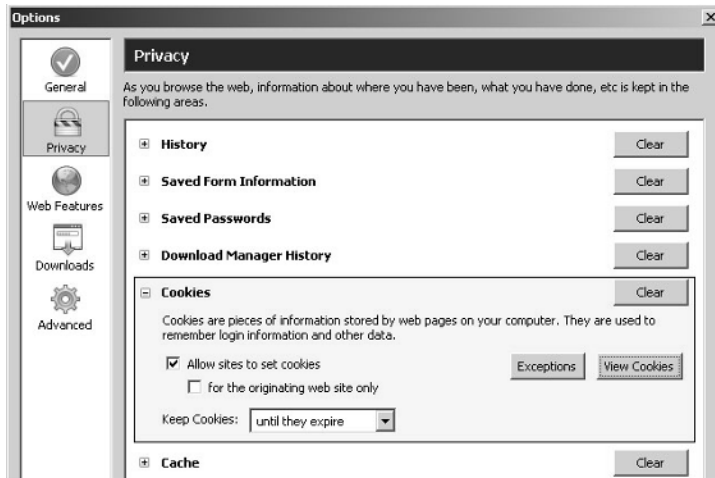 Options
General
Privacy
Web Features
Downloads
Advanced
Privacy
As you browse the web, information about where you have been, what you have done, etc is kept in the
following areas.
History Clear
Saved Form Information Clear
Saved Passwords Clear
Download Manager History Clear
Cookies Clear
Cookies are pieces of information stored by web pages on your computer. They are used to
remember login information and other data.
Allow sites to set cookies Exceptions View Cookies
for the originating web site only
Keep Cookies: until they expire
Cache Clear